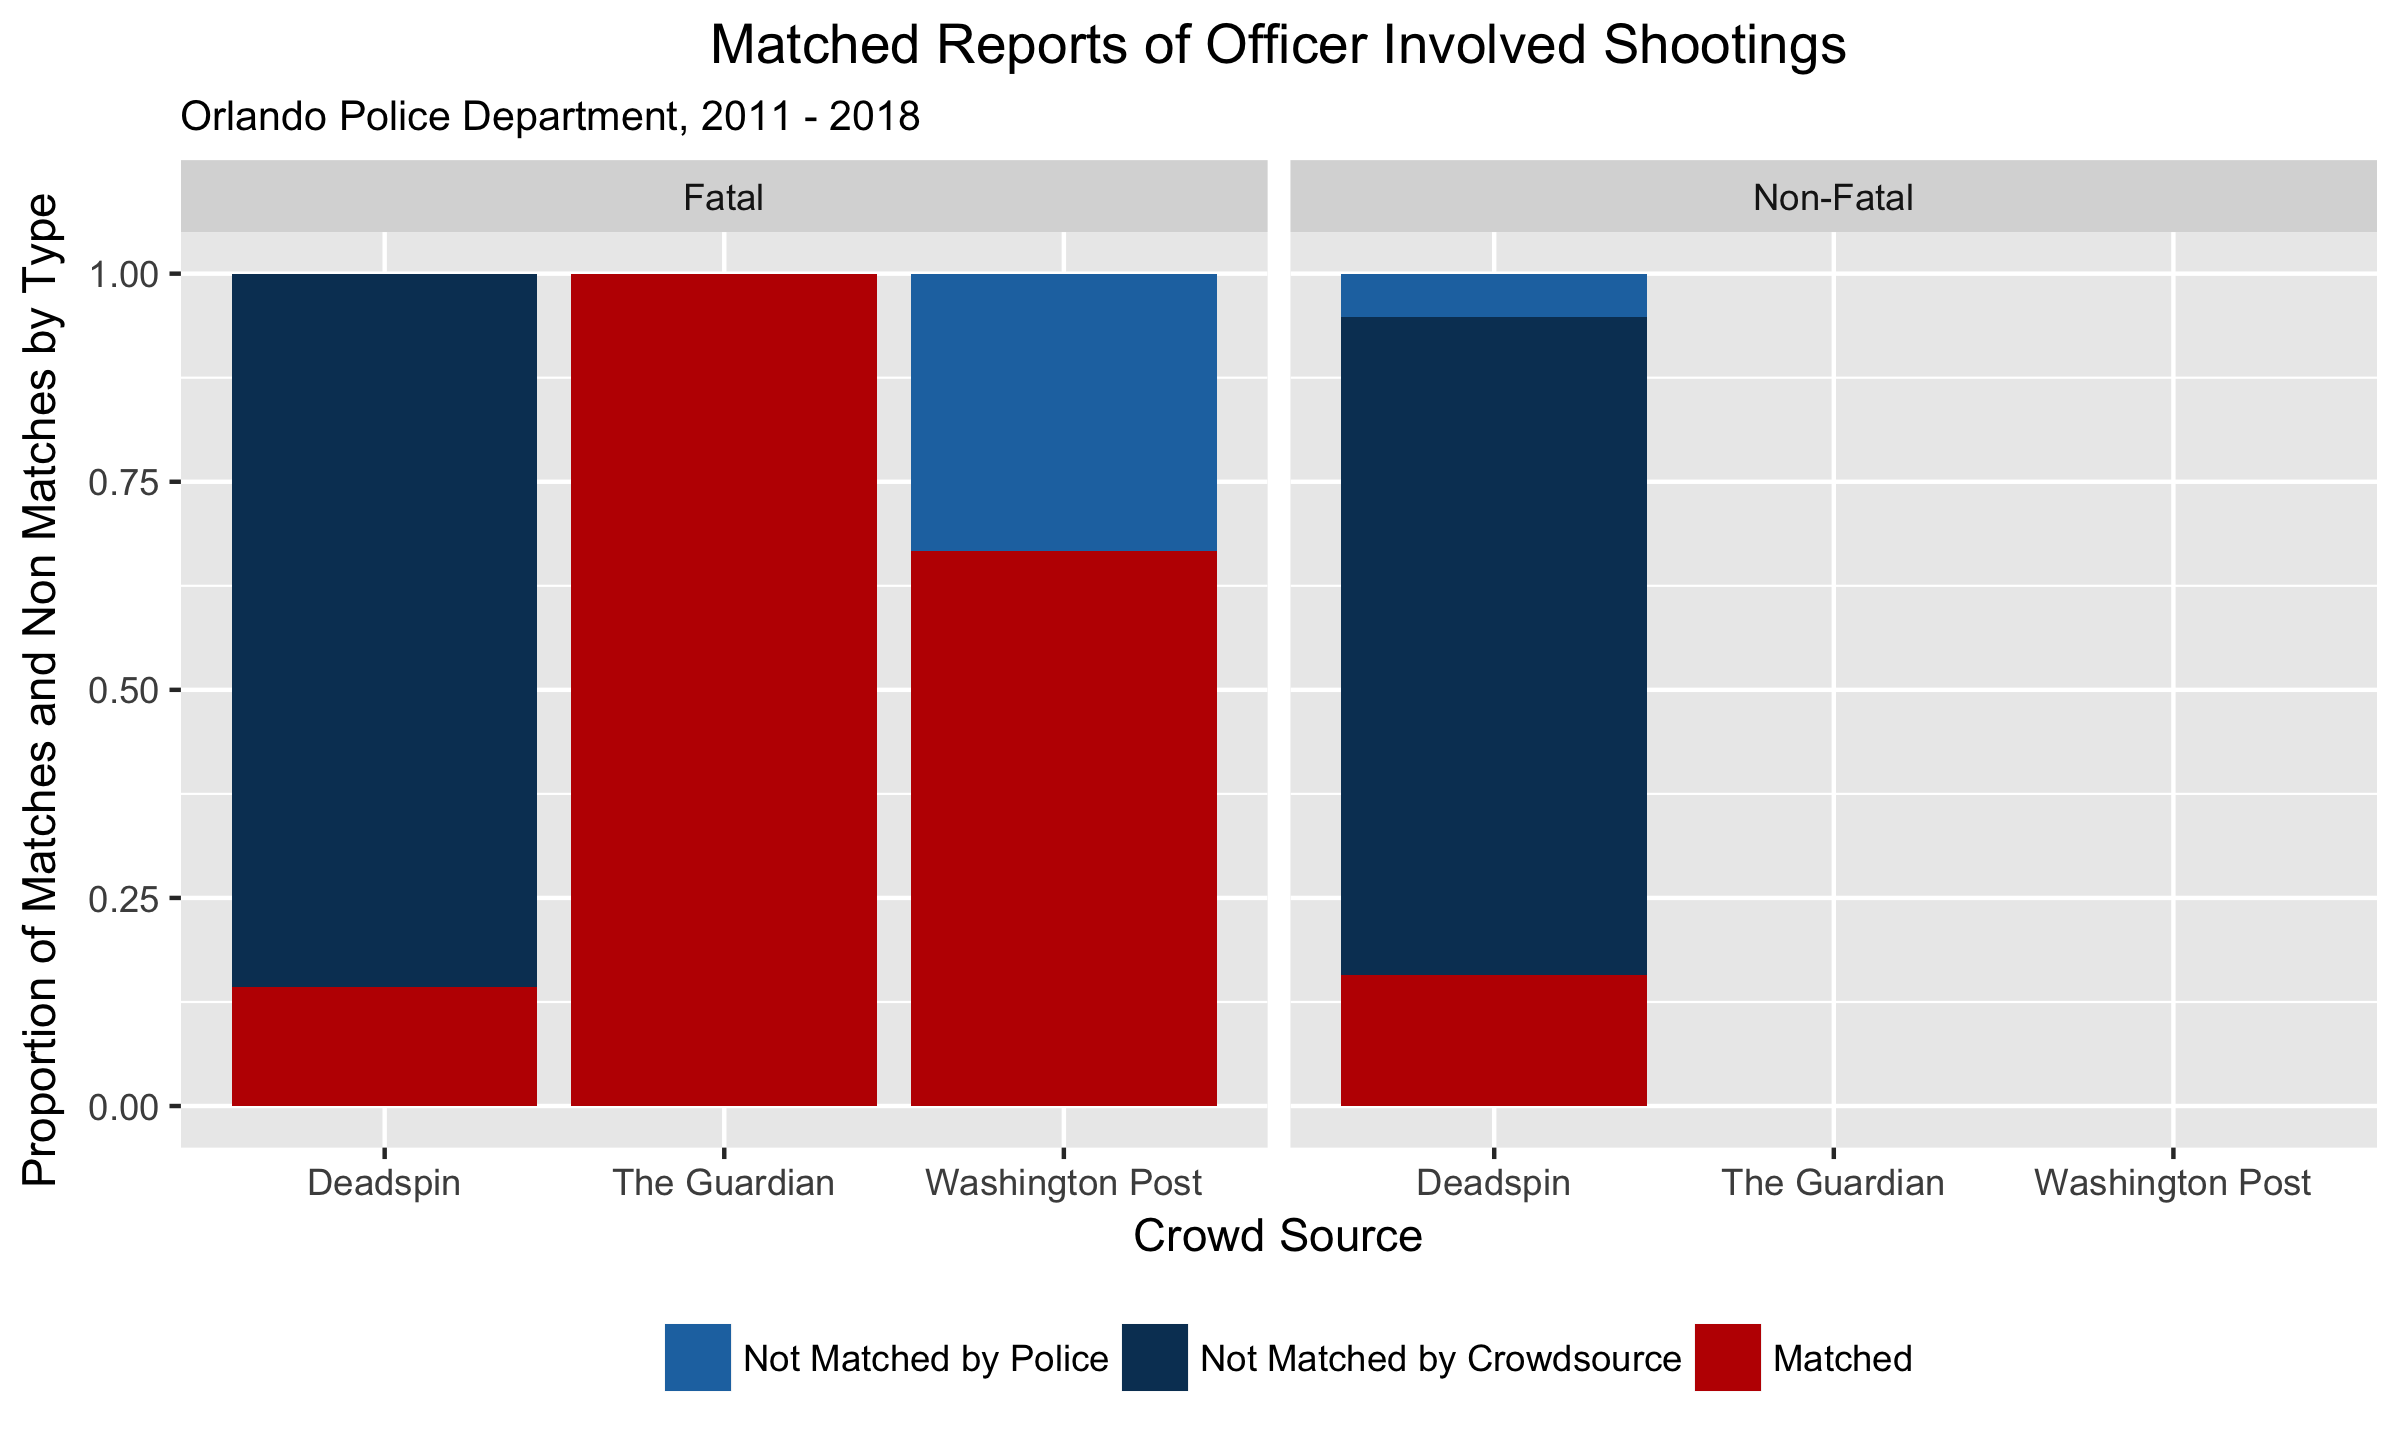 Matched Reports of Officer Involved Shootings
Orlando Police Department, 2011 - 2018
Fatal
Non-Fatal
Proportion of Matches and Non Matches by Type
1.00
0.75
0.50
0.25
0.00
Deadspin
The Guardian
Washington Post
Deadspin
The Guardian
Washington Post
Crowd Source
Not Matched by Police
Not Matched by Crowdsource
Matched